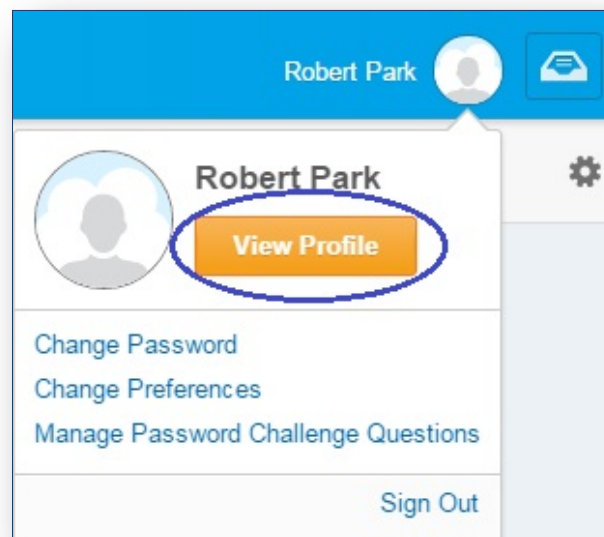 Robert Park
Robert Park
View Profile
Change Password
Change Preferences
Manage Password Challenge Questions
Sign Out